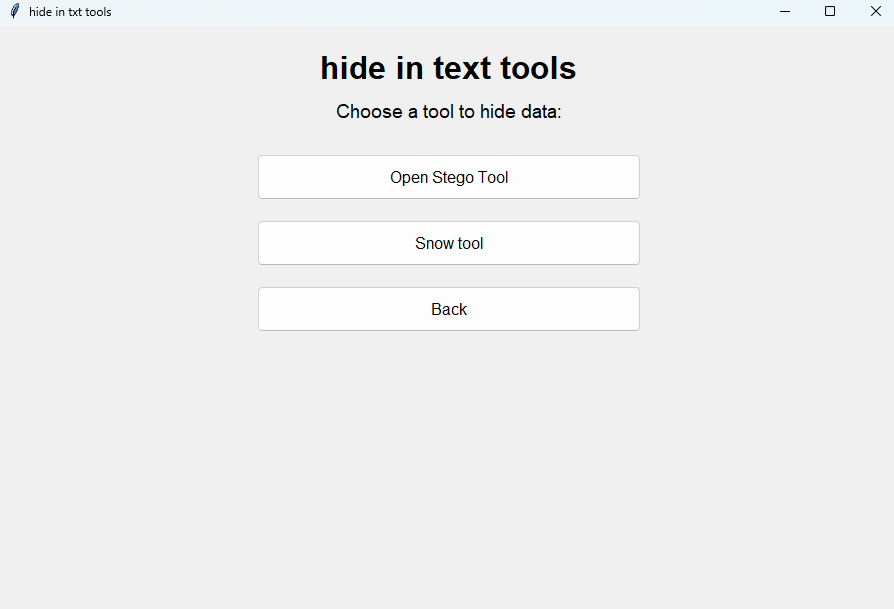 hide in txt tools
hide in text tools
Choose a tool to hide data:
Open Stego Tool
Snow tool
Back